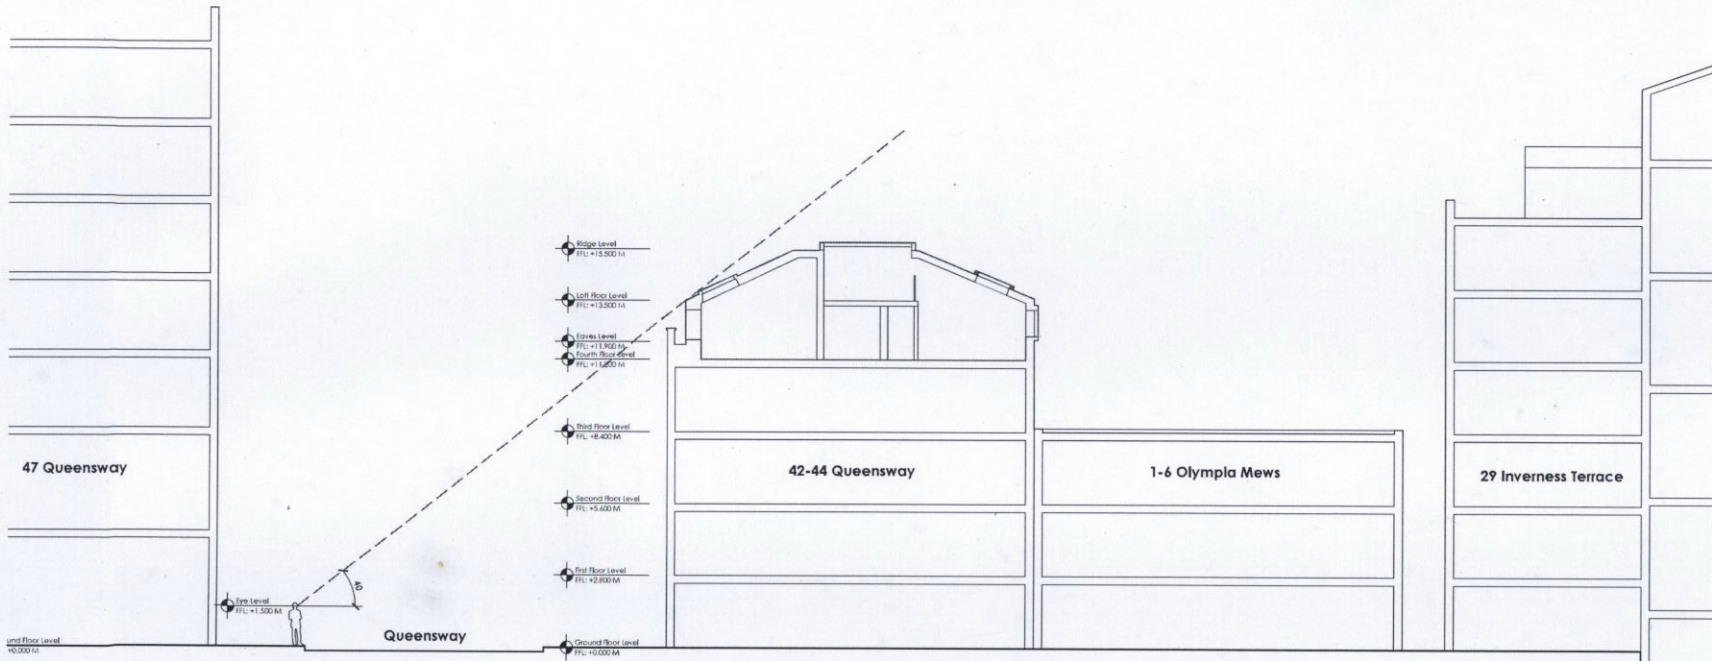 Ridge Level
FFL: +15.500 M
Loft Floor Level
FFL: +13.500 M
Eaves Level
FFL: +11.900 M
Fourth Floor Level
FFL: +11.200 M
Third Floor Level
FFL: +8.400 M
47 Queensway
42-44 Queensway
1-6 Olympia Mews
29 Inverness Terrace
Second Floor Level
FFL: +5.600 M
First Floor Level
FFL: +2.800 M
40
Eye Level
FFL: +1.500 M
Queensway
und Floor Level
+0.000 M
Ground Floor Level
FFL: +0.000 M